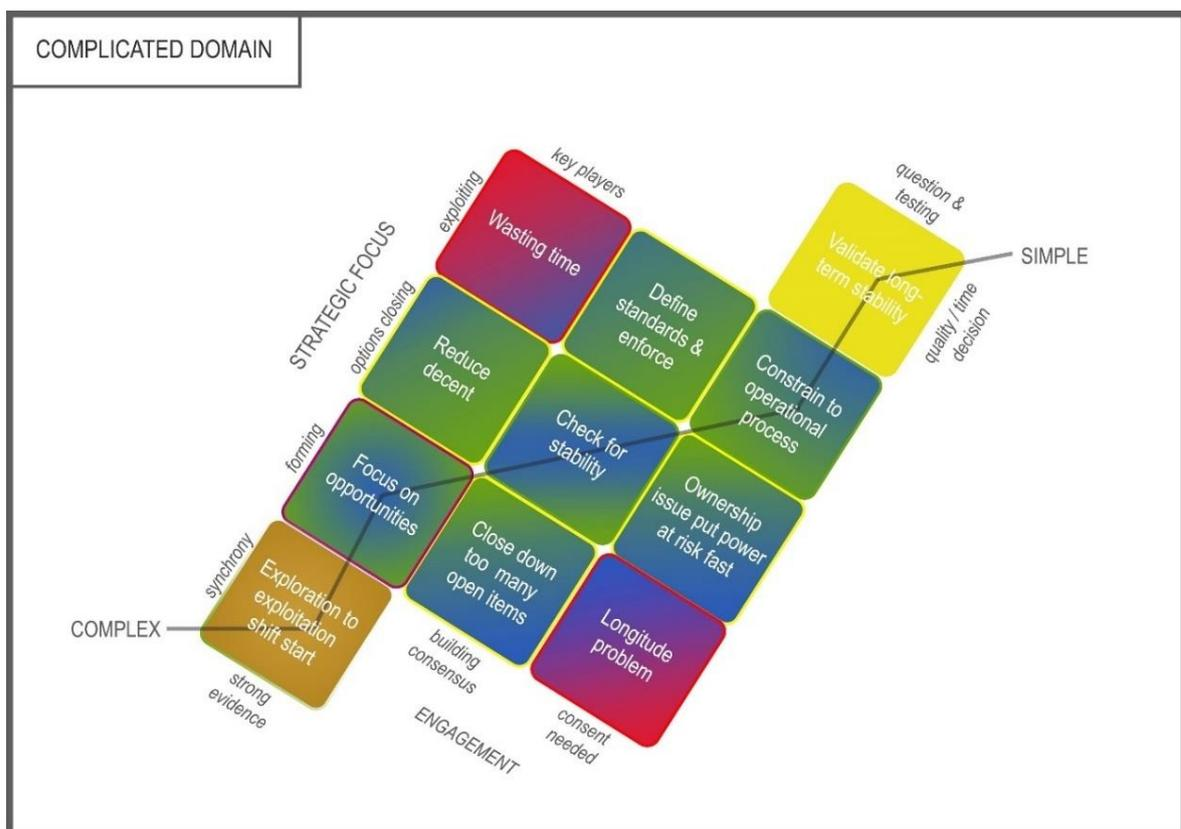 COMPLICATED DOMAIN
key players
question &
testing
exploiting
Wasting time
Validate long-
term stability
SIMPLE
STRATEGIC FOCUS
Define
standards &
enforce
quality / time
decision
options closing
Reduce
decent
Constrain to
operational
process
Check for
stability
forming
Focus on
opportunities
Ownership
issue put power
at risk fast
Close down
too many
open items
synchrony
Exploration to
exploitation
shift start
COMPLEX
Longitude
problem
building
consensus
strong
evidence
ENGAGEMENT
consent
needed